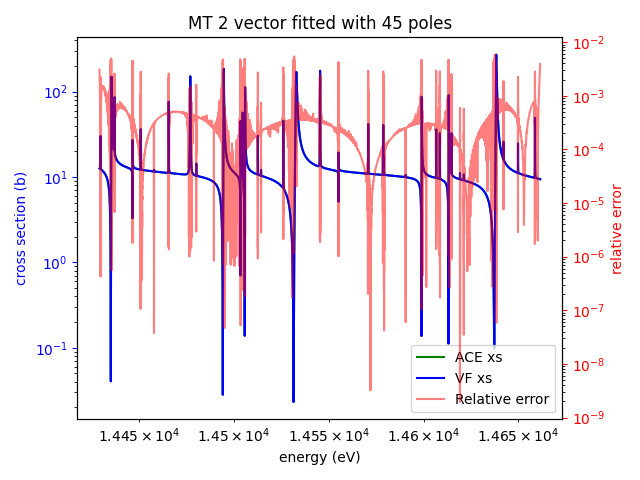 MT 2 vector fitted with 45 poles
cross section (b)
10²
10¹
10⁰
10⁻¹
10⁻²
10⁻³
10⁻⁴
10⁻⁵
10⁻⁶
10⁻⁷
10⁻⁸
10⁻⁹
relative error
ACE xs
VF xs
Relative error
1.445 × 10⁴ 1.45 × 10⁴ 1.455 × 10⁴ 1.46 × 10⁴ 1.465 × 10⁴
energy (eV)